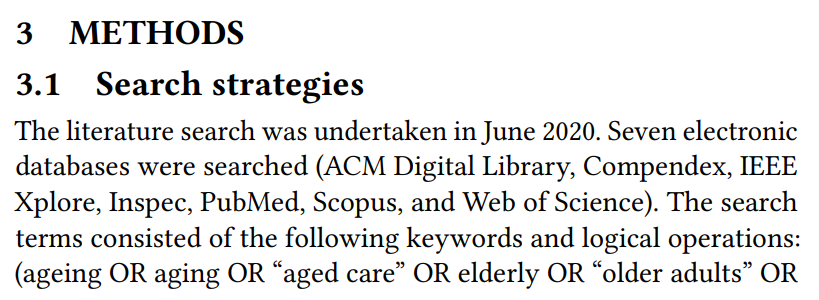 3 METHODS
3.1 Search strategies
The literature search was undertaken in June 2020. Seven electronic
databases were searched (ACM Digital Library, Compendex, IEEE
Xplore, Inspec, PubMed, Scopus, and Web of Science). The search
terms consisted of the following keywords and logical operations:
(ageing OR aging OR “aged care” OR elderly OR “older adults” OR